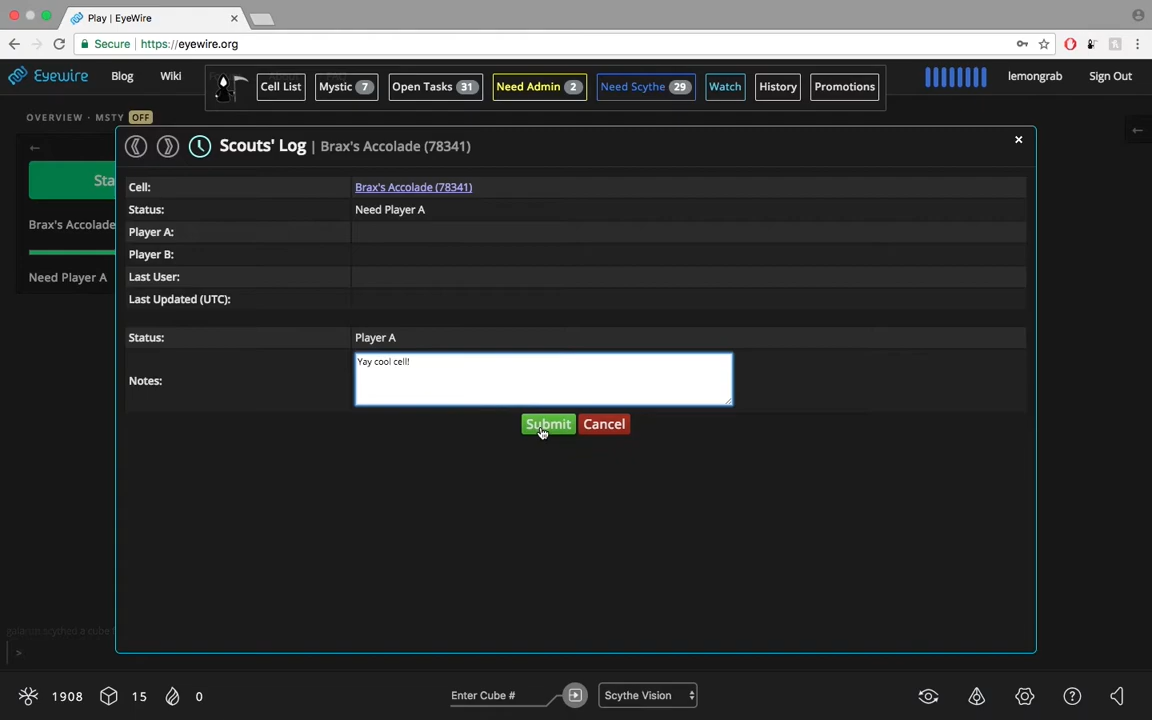 Play | EyeWire
Secure | https://eyewire.org
Eyewire Blog Wiki Cell List Mystic 7 Open Tasks 31 Need Admin 2 Need Scythe 29 Watch History Promotions lemongrab Sign Out
OVERVIEW · MSTY OFF
Scouts' Log | Brax's Accolade (78341)
Sta
Brax's Accolade
Need Player A
Cell: Brax's Accolade (78341)
Status: Need Player A
Player A:
Player B:
Last User:
Last Updated (UTC):
Status: Player A
Notes: Yay cool cell!
Submit Cancel
scythed a cube
>
1908 15 0 Enter Cube # Scythe Vision